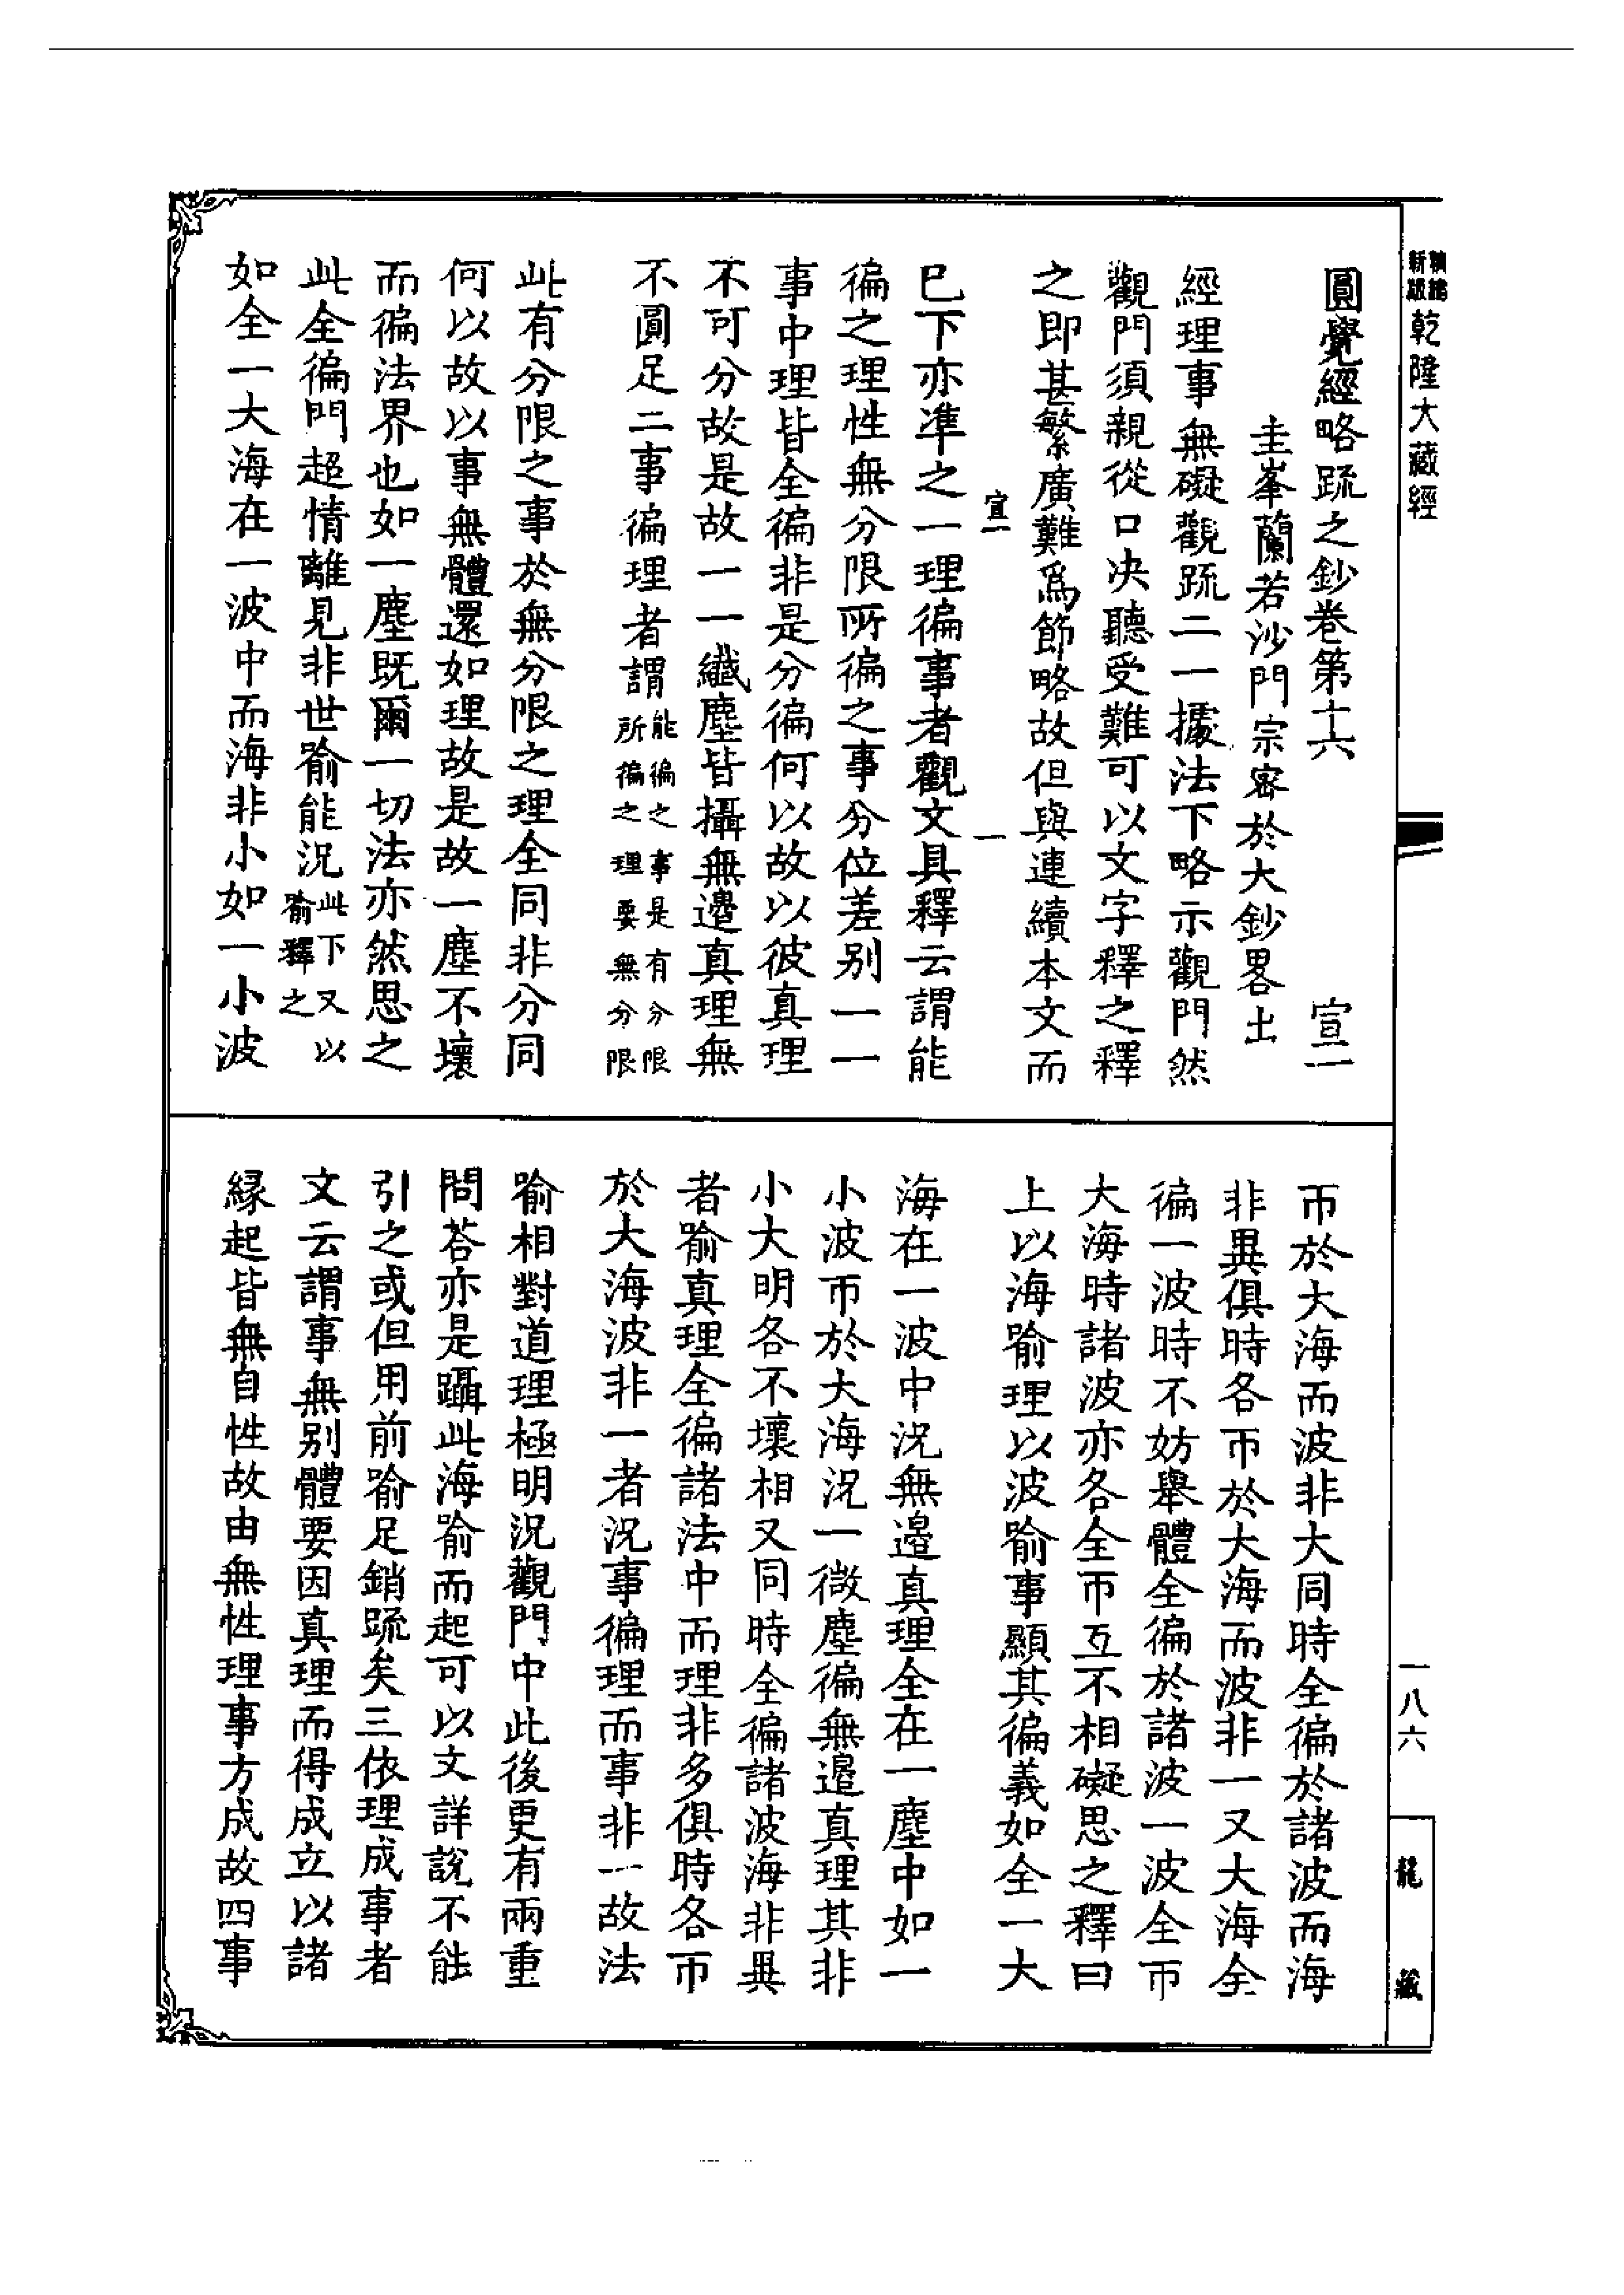 新版
乾隆大藏經
圓覺經略䟽之鈔卷第十六
宣二
圭峯蘭若沙門宗密於大鈔畧出
經理事無礙觀䟽二一據法下略示觀門然
觀門須親從口決聽受難可以文字釋之釋
之即甚繁廣難爲節略故但與連續本文而
宣二
一
巳下亦準之一理徧事者觀文具釋云謂能
徧之理性無分限所徧之事分位差别一一
事中理皆全徧非是分徧何以故以彼真理
不可分故是故一一纖塵皆攝無邊真理無
不圓足二事徧理者謂能徧之事是有分限
所徧之理要無分限
此有分限之事於無分限之理全同非分同
何以故以事無體還如理故是故一塵不壞
而徧法界也如一塵既爾一切法亦然思之
此全徧門超情離見非世喻能況此下又以
喻釋之
如全一大海在一波中而海非小如一小波
帀於大海而波非大同時全徧於諸波而海
非異俱時各帀於大海而波非一又大海全
徧一波時不妨舉體全徧於諸波一波全帀
大海時諸波亦各全帀互不相礙思之釋曰
上以海喻理以波喻事顯其徧義如全一大
海在一波中況無邊真理全在一塵中如一
小波帀於大海況一微塵徧無邊真理其非
小大明各不壞相又同時全徧諸波海非異
者喻真理全徧諸法中而理非多俱時各帀
於大海波非一者況事徧理而事非一故法
喻相對道理極明況觀門中此後更有兩重
問荅亦是躡此海喻而起可以文詳說不能
引之或但用前喻足銷䟽矣三依理成事者
文云謂事無别體要因真理而得成立以諸
緣起皆無自性故由無性理事方成故四事
一八六
龍藏